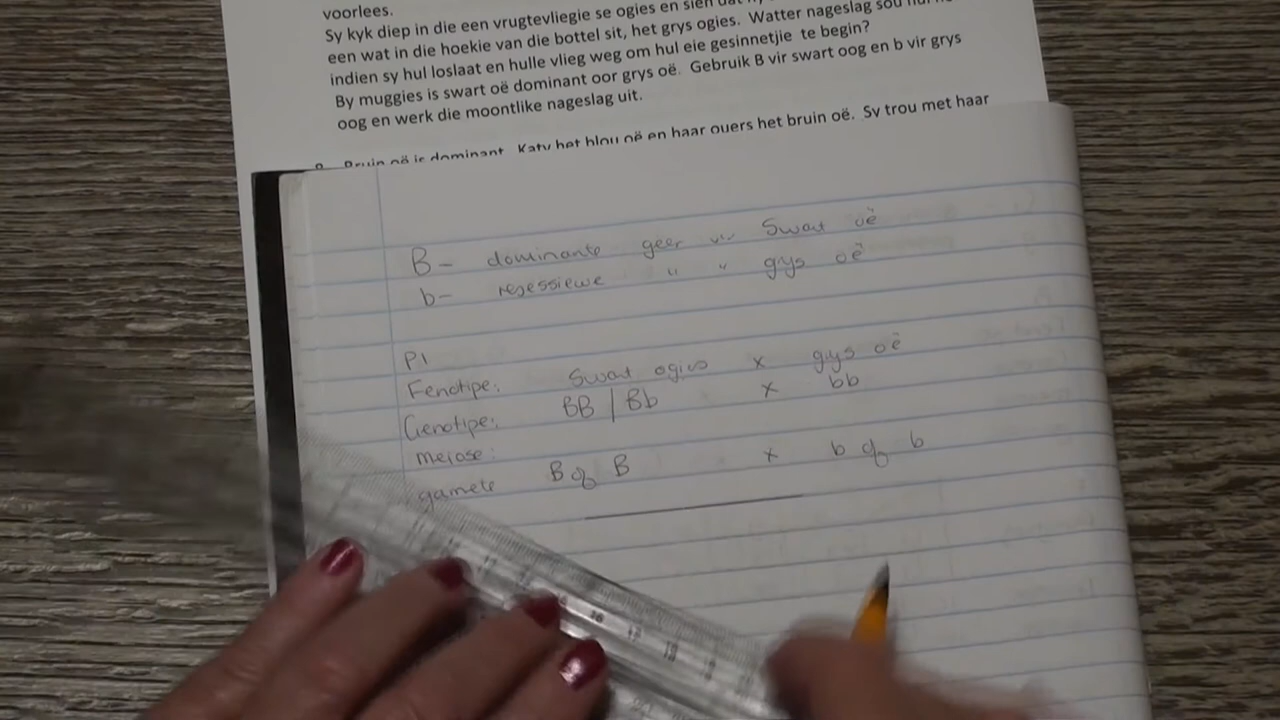 voorlees.
Sy kyk diep in die een vrugtevliegie se ogies en sien dat
een wat in die hoekie van die bottel sit, het grys ogies. Watter nageslag sou hul
indien sy hul loslaat en hulle vlieg weg om hul eie gesinnetjie te begin?
By muggies is swart oë dominant oor grys oë. Gebruik B vir swart oog en b vir grys
oog en werk die moontlike nageslag uit.
Bruin oë is dominant. Katy het blou oë en haar ouers het bruin oë. Sy trou met haar
B - dominante geen vir Swart oë
b - resessiewe " " grys oë
P1
Fenotipe: Swart ogies x grys oë
Genotipe: BB | Bb x bb
meiose:
gamete B of B x b of b